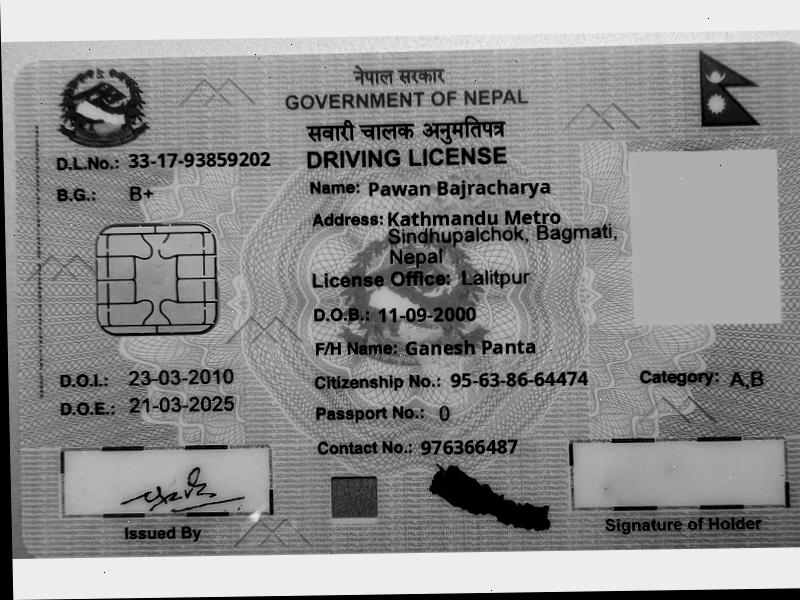 नेपाल सरकार
GOVERNMENT OF NEPAL
सवारी चालक अनुमतिपत्र
DRIVING LICENSE
D.L.No.: 33-17-93859202
B.G.: B+
Name: Pawan Bajracharya
Address: Kathmandu Metro
Sindhupalchok, Bagmati,
Nepal
License Office: Lalitpur
D.O.B.: 11-09-2000
F/H Name: Ganesh Panta
D.O.I.: 23-03-2010
Citizenship No.: 95-63-86-64474
Category: A,B
D.O.E.: 21-03-2025
Passport No.: 0
Contact No.: 976366487
Issued By
Signature of Holder